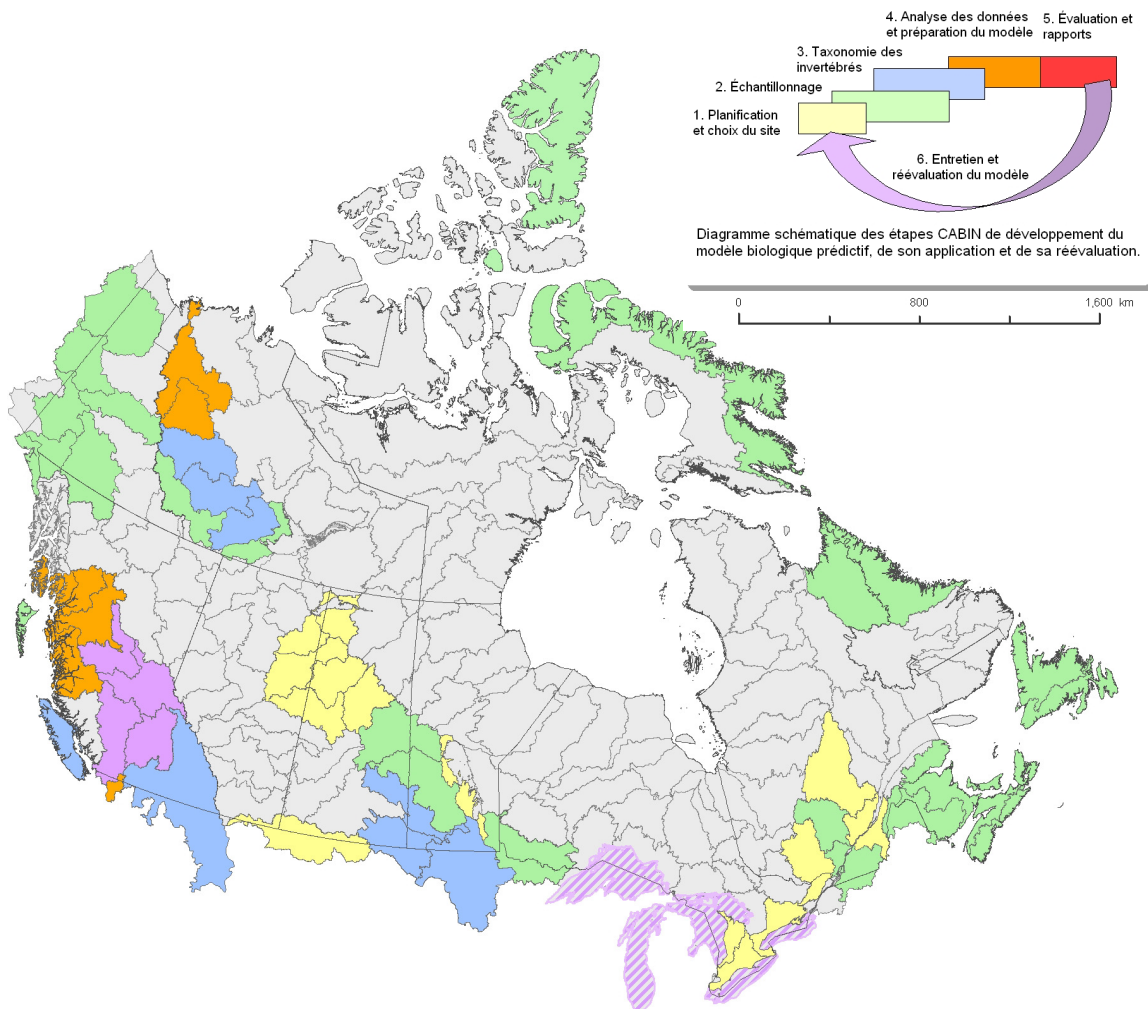 4. Analyse des données
et préparation du modèle
5. Évaluation et
rapports
3. Taxonomie des
invertébrés
2. Échantillonnage
1. Planification
et choix du site
6. Entretien et
réévaluation du modèle
Diagramme schématique des étapes CABIN de développement du
modèle biologique prédictif, de son application et de sa réévaluation.
0 800 1,600 km